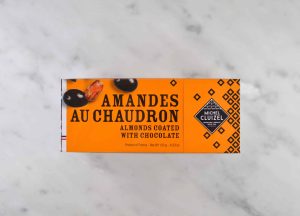 AMANDES
AU CHAUDRON
ALMONDS COATED
WITH CHOCOLATE
MICHEL
CLUIZEL